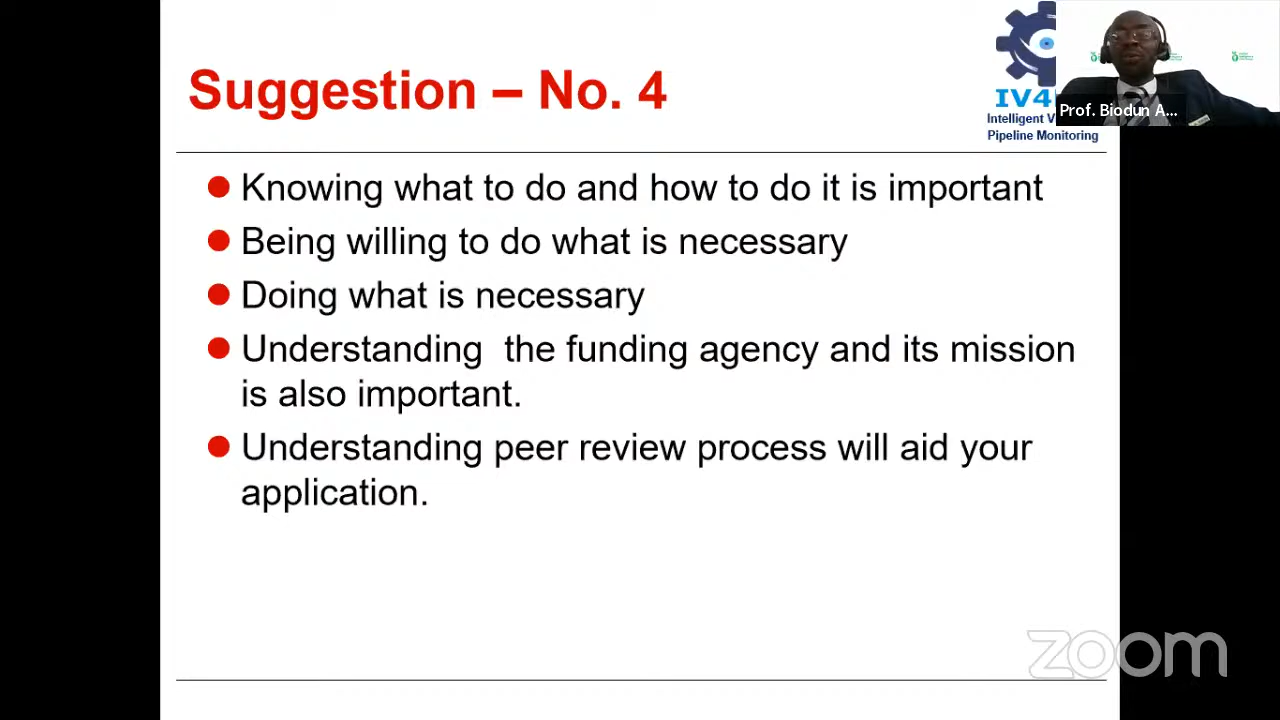 Suggestion – No. 4
IV4
Intelligent V
Pipeline Monitoring
Prof. Biodun A...
Knowing what to do and how to do it is important
Being willing to do what is necessary
Doing what is necessary
Understanding the funding agency and its mission
is also important.
Understanding peer review process will aid your
application.
zoom